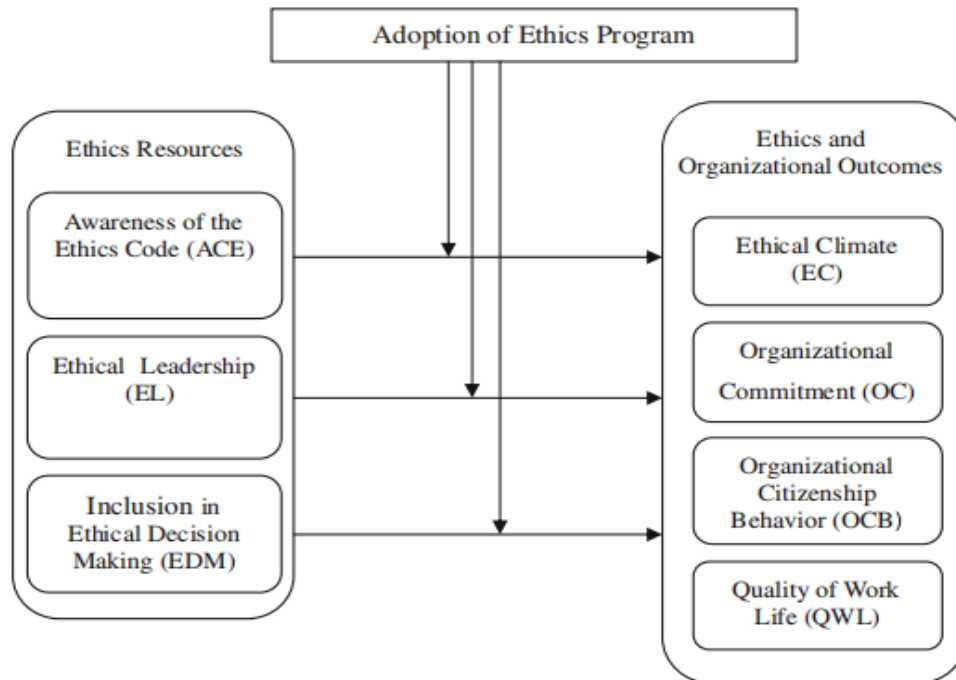 Adoption of Ethics Program
Ethics Resources
Awareness of the
Ethics Code (ACE)
Ethical Leadership
(EL)
Inclusion in
Ethical Decision
Making (EDM)
Ethics and
Organizational Outcomes
Ethical Climate
(EC)
Organizational
Commitment (OC)
Organizational
Citizenship
Behavior (OCB)
Quality of Work
Life (QWL)